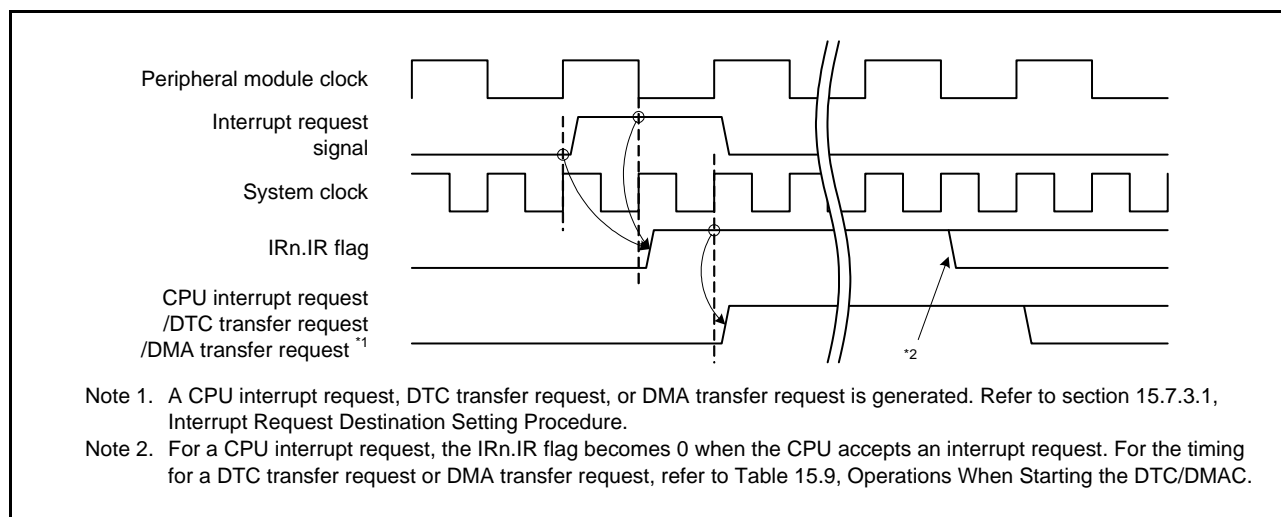 Peripheral module clock
Interrupt request
signal
System clock
IRn.IR flag
CPU interrupt request
/DTC transfer request
/DMA transfer request *1
*2
Note 1. A CPU interrupt request, DTC transfer request, or DMA transfer request is generated. Refer to section 15.7.3.1,
Interrupt Request Destination Setting Procedure.
Note 2. For a CPU interrupt request, the IRn.IR flag becomes 0 when the CPU accepts an interrupt request. For the timing
for a DTC transfer request or DMA transfer request, refer to Table 15.9, Operations When Starting the DTC/DMAC.